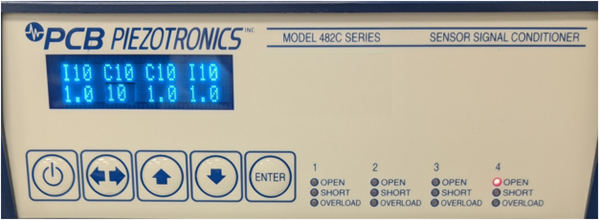 PCB PIEZOTRONICS INC
MODEL 482C SERIES
SENSOR SIGNAL CONDITIONER
I10 C10 C10 I10
1.0 10 1.0 1.0
ENTER
1 2 3 4
OPEN OPEN OPEN OPEN
SHORT SHORT SHORT SHORT
OVERLOAD OVERLOAD OVERLOAD OVERLOAD